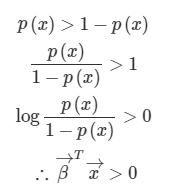 p(x) > 1 − p(x)
p(x) / 1 − p(x) > 1
log p(x) / 1 − p(x) > 0
∴ β⃗ᵀ x⃗ > 0